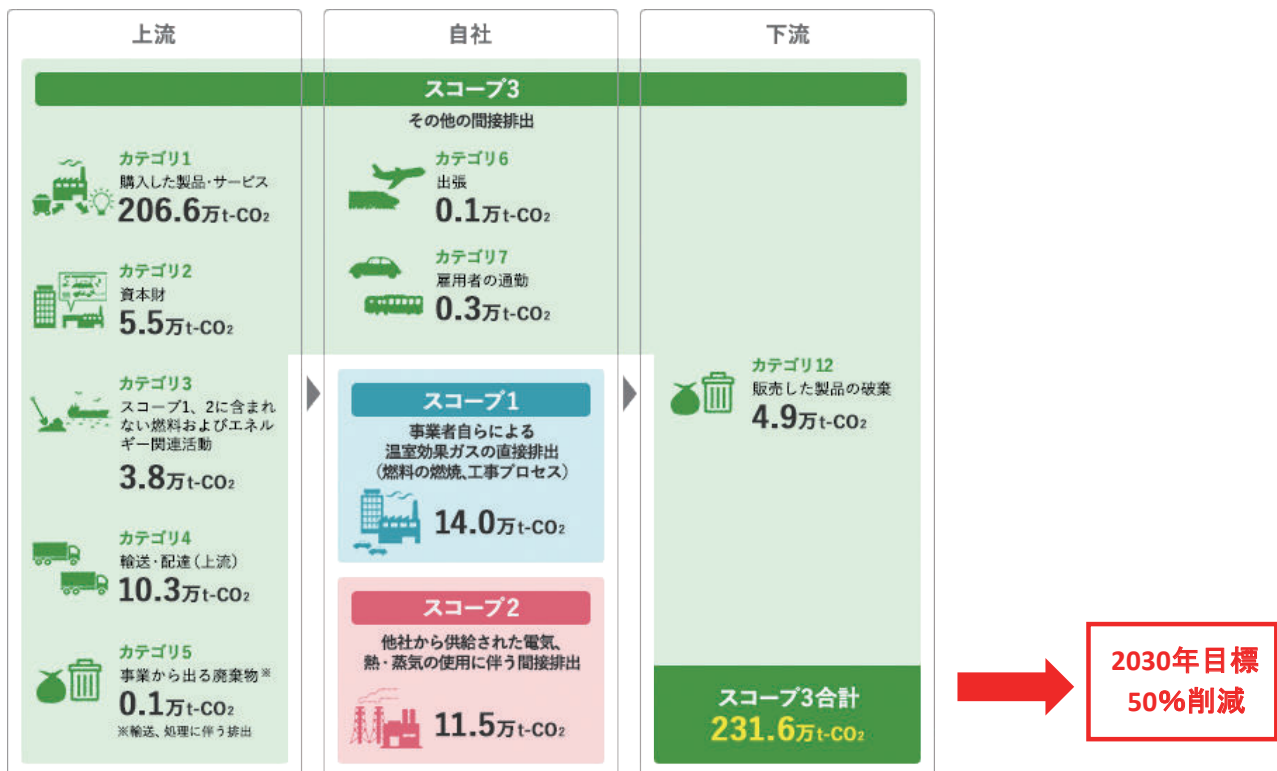 上流
自社
下流
スコープ3
その他の間接排出
カテゴリ1
購入した製品・サービス
206.6万t-CO₂
カテゴリ2
資本財
5.5万t-CO₂
カテゴリ3
スコープ1、2に含まれ
ない燃料およびエネル
ギー関連活動
3.8万t-CO₂
カテゴリ4
輸送・配達(上流)
10.3万t-CO₂
カテゴリ5
事業から出る廃棄物※
0.1万t-CO₂
※輸送、処理に伴う排出
カテゴリ6
出張
0.1万t-CO₂
カテゴリ7
雇用者の通勤
0.3万t-CO₂
スコープ1
事業者自らによる
温室効果ガスの直接排出
(燃料の燃焼、工事プロセス)
14.0万t-CO₂
スコープ2
他社から供給された電気、
熱・蒸気の使用に伴う間接排出
11.5万t-CO₂
カテゴリ12
販売した製品の破棄
4.9万t-CO₂
スコープ3合計
231.6万t-CO₂
2030年目標
50%削減